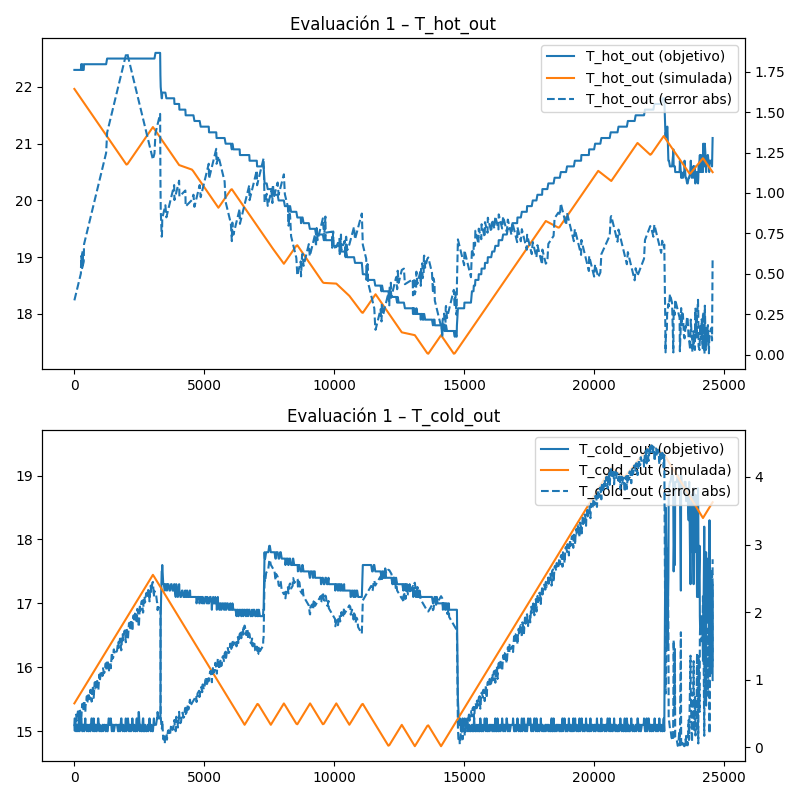 Evaluación 1 – T_hot_out
T_hot_out (objetivo)
T_hot_out (simulada)
T_hot_out (error abs)
22
21
20
19
18
1.75
1.50
1.25
1.00
0.75
0.50
0.25
0.00
0 5000 10000 15000 20000 25000
Evaluación 1 – T_cold_out
T_cold_out (objetivo)
T_cold_out (simulada)
T_cold_out (error abs)
19
18
17
16
15
4
3
2
1
0
0 5000 10000 15000 20000 25000